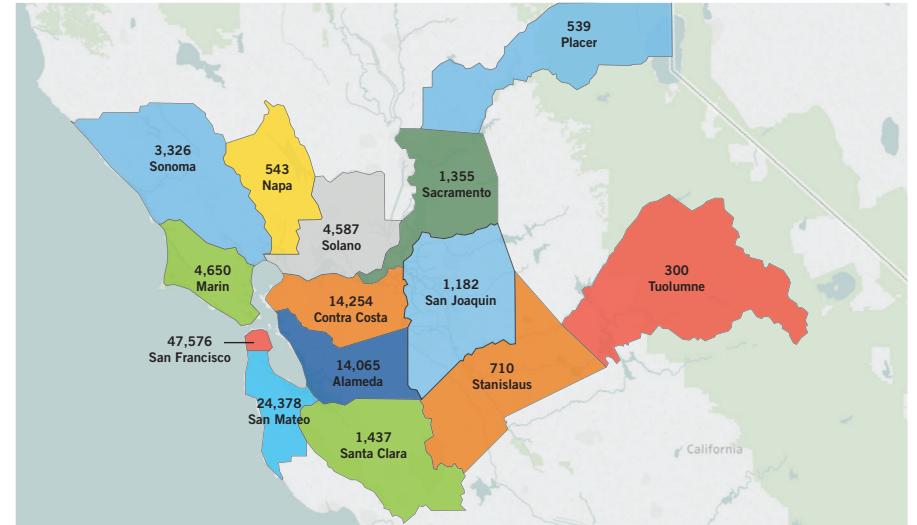 539
Placer
3,326
Sonoma
543
Napa
1,355
Sacramento
4,587
Solano
4,650
Marin
14,254
Contra Costa
1,182
San Joaquin
300
Tuolumne
47,576
San Francisco
14,065
Alameda
710
Stanislaus
24,378
San Mateo
1,437
Santa Clara
California